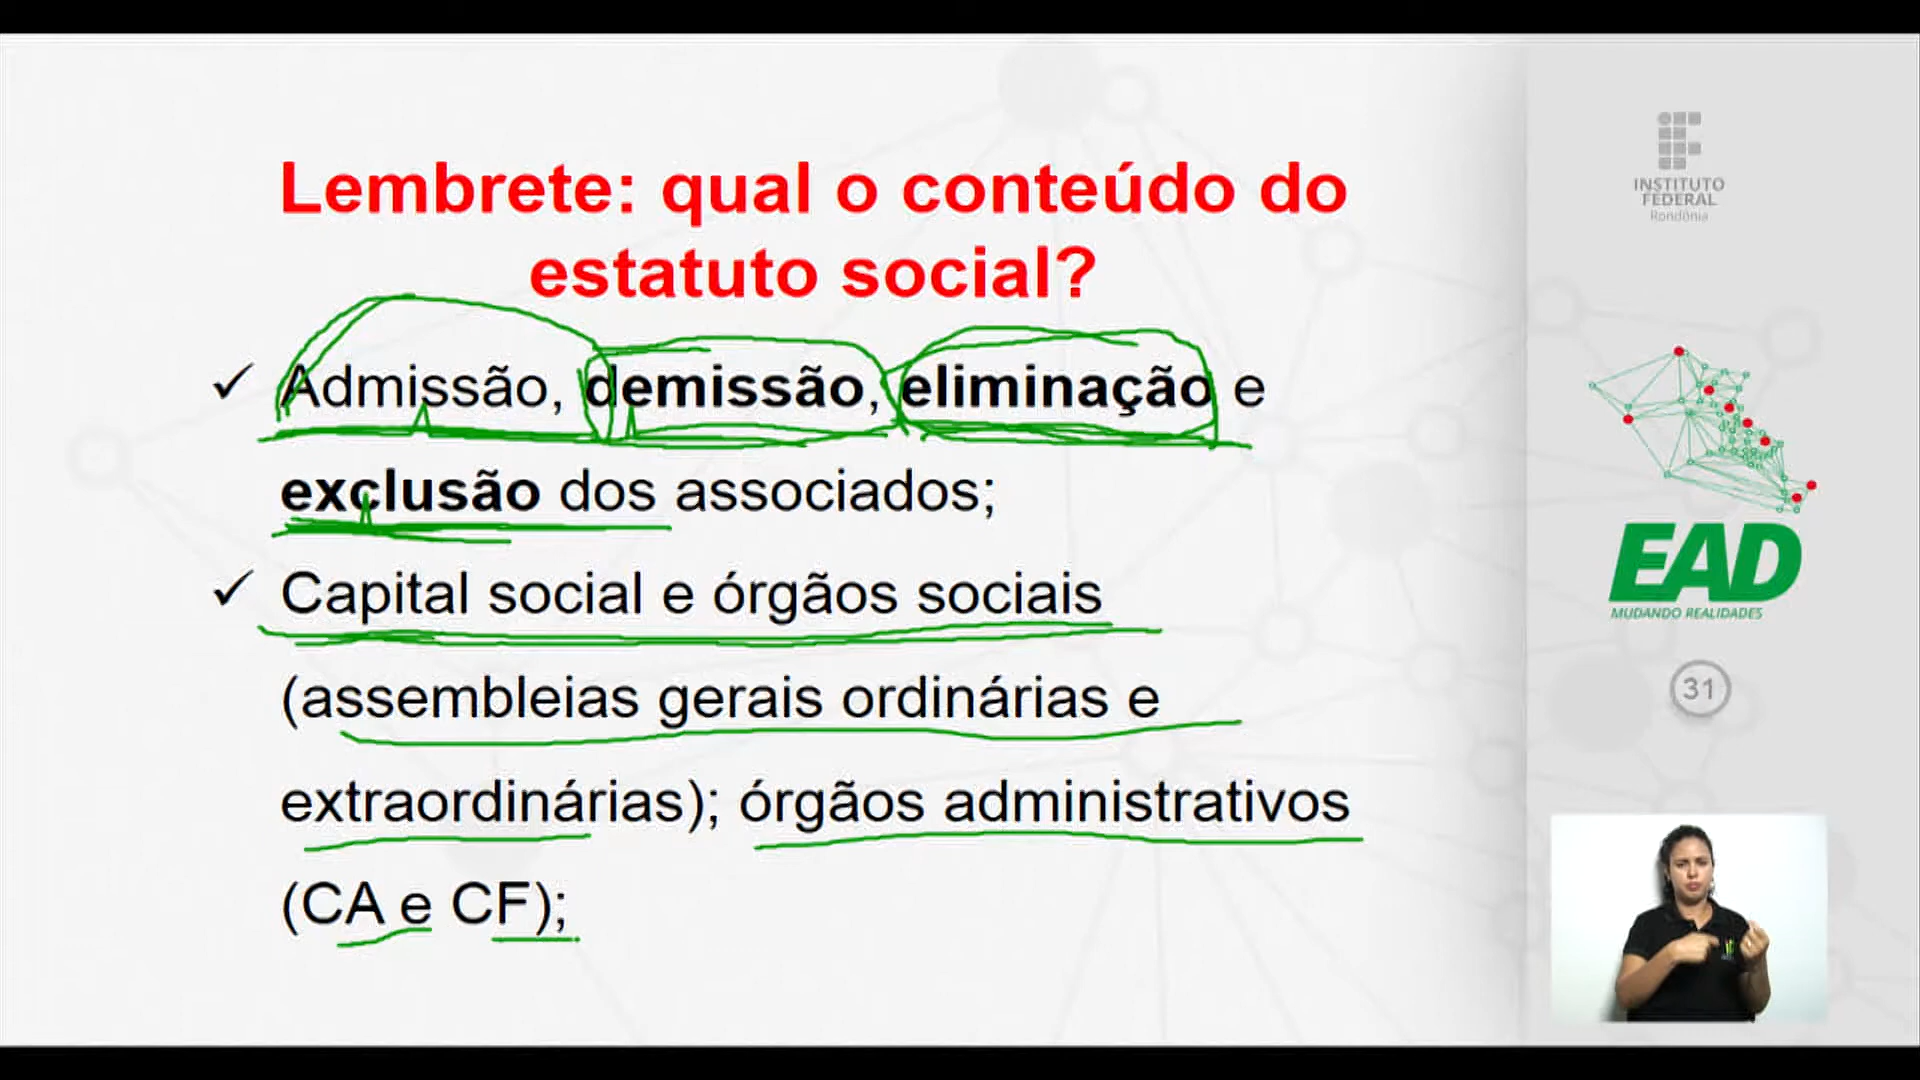 Lembrete: qual o conteúdo do
estatuto social?
✓ Admissão, demissão, eliminação e
exclusão dos associados;
✓ Capital social e órgãos sociais
(assembleias gerais ordinárias e
extraordinárias); órgãos administrativos
(CA e CF);
INSTITUTO
FEDERAL
Rondônia
EAD
MUDANDO REALIDADES
31